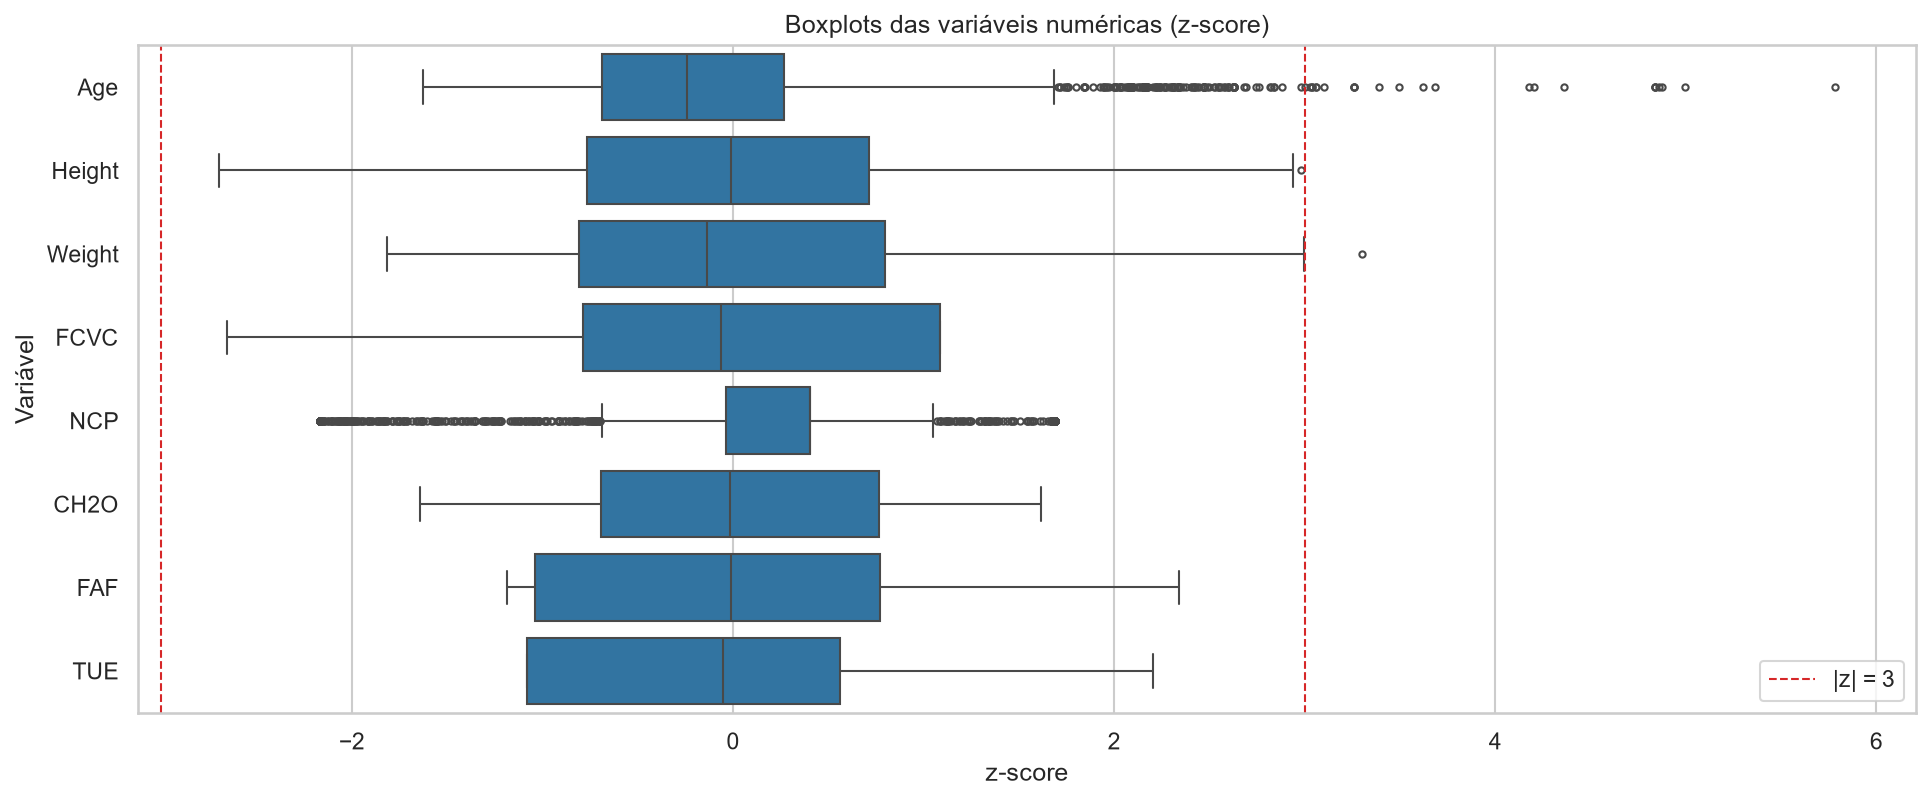 Boxplots das variáveis numéricas (z-score)
Variável
Age
Height
Weight
FCVC
NCP
CH2O
FAF
TUE
|z| = 3
−2 0 2 4 6
z-score